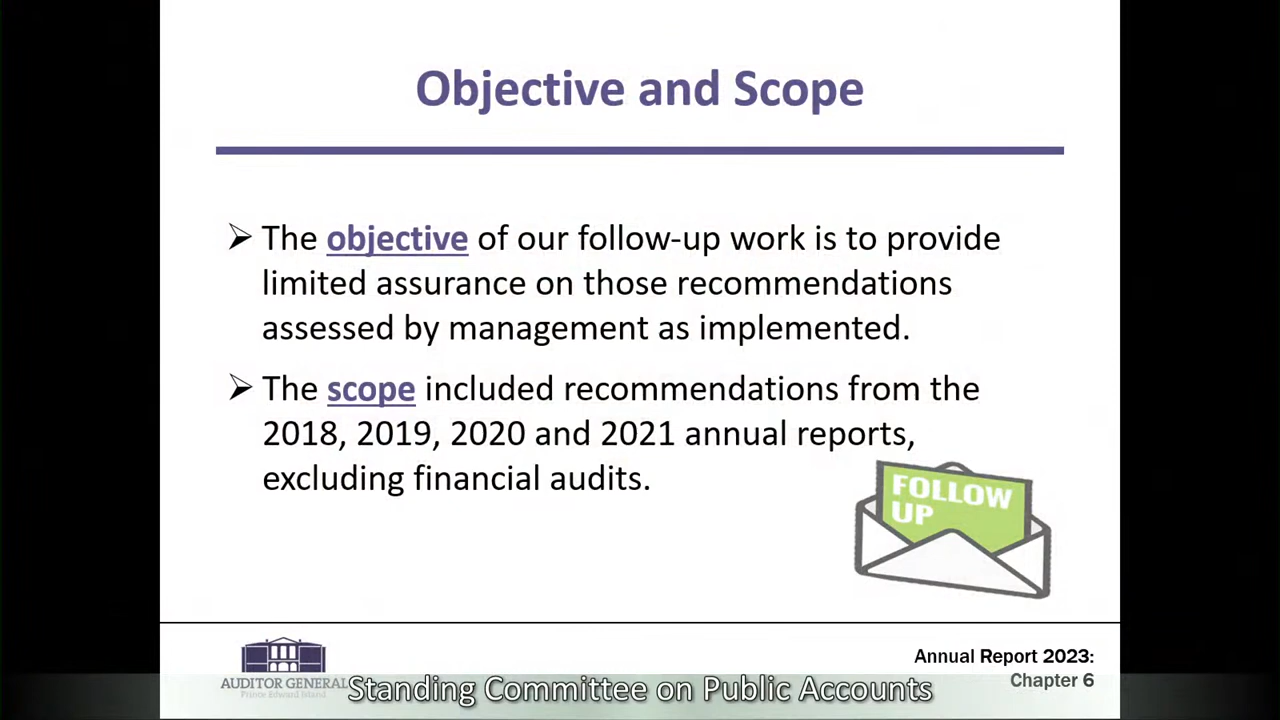 Objective and Scope
The objective of our follow-up work is to provide
limited assurance on those recommendations
assessed by management as implemented.
The scope included recommendations from the
2018, 2019, 2020 and 2021 annual reports,
excluding financial audits.
FOLLOW
UP
AUDITOR GENERAL
Prince Edward Island
Annual Report 2023:
Chapter 6
Standing Committee on Public Accounts